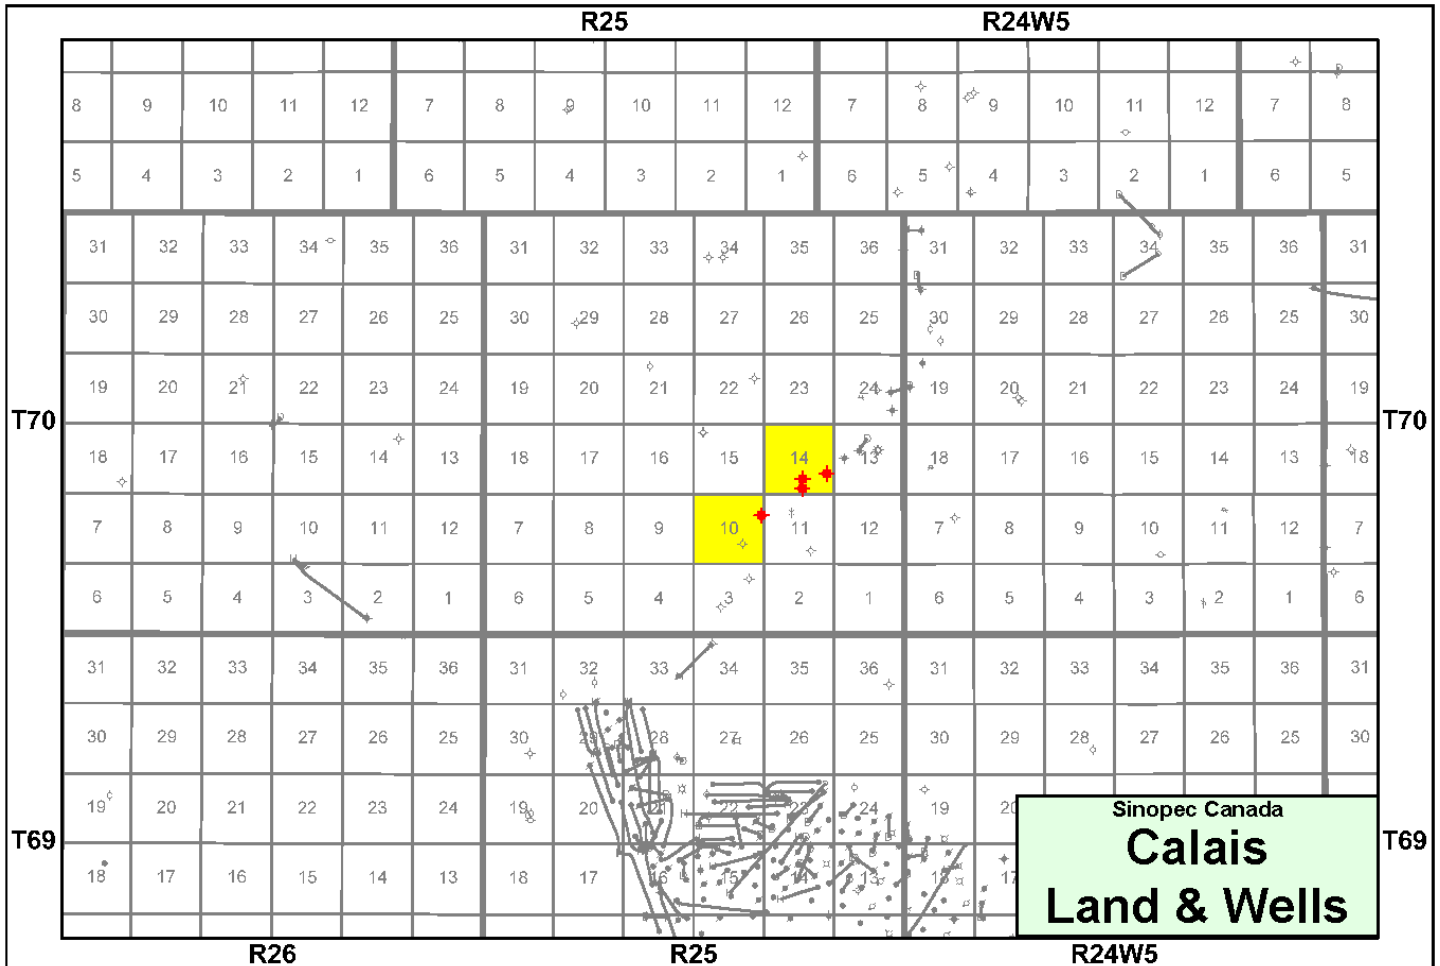 R25 R24W5
8 9 10 11 12 7 8 9 10 11 12 7 8 9 10 11 12 7 8
5 4 3 2 1 6 5 4 3 2 1 6 5 4 3 2 1 6 5
31 32 33 34 35 36 31 32 33 34 35 36 31 32 33 34 35 36 31
30 29 28 27 26 25 30 29 28 27 26 25 30 29 28 27 26 25 30
19 20 21 22 23 24 19 20 21 22 23 24 19 20 21 22 23 24 19
T70 T70
18 17 16 15 14 13 18 17 16 15 14 13 18 17 16 15 14 13 18
7 8 9 10 11 12 7 8 9 10 11 12 7 8 9 10 11 12 7
6 5 4 3 2 1 6 5 4 3 2 1 6 5 4 3 2 1 6
31 32 33 34 35 36 31 32 33 34 35 36 31 32 33 34 35 36 31
30 29 28 27 26 25 30 29 28 27 26 25 30 29 28 27 26 25 30
19 20 21 22 23 24 19 20 21 22 23 24 19 20
Sinopec Canada
T69 Calais T69
18 17 16 15 14 13 18 17 16 15 14 13 18 17
Land & Wells
R26 R25 R24W5